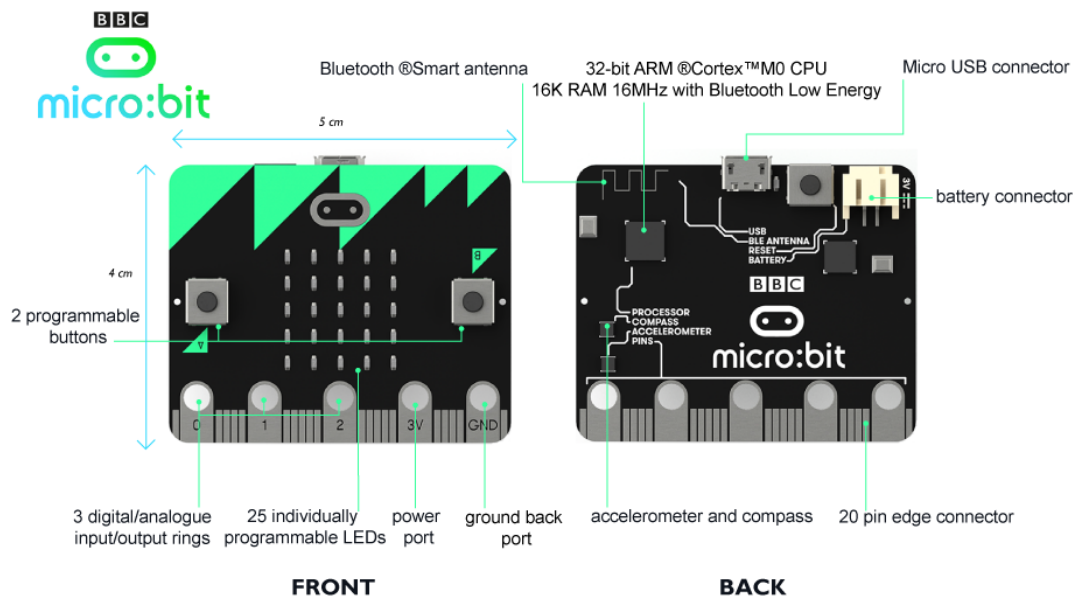 BBC
micro:bit
Bluetooth ®Smart antenna
32-bit ARM ®Cortex™M0 CPU
16K RAM 16MHz with Bluetooth Low Energy
Micro USB connector
5 cm
battery connector
3V
4 cm
B
USB
BLE ANTENNA
RESET
BATTERY
BBC
2 programmable
buttons
A
PROCESSOR
COMPASS
ACCELEROMETER
PINS
micro:bit
0
1
2
3V
GND
3 digital/analogue
input/output rings
25 individually
programmable LEDs
power
port
ground back
port
accelerometer and compass
20 pin edge connector
FRONT
BACK